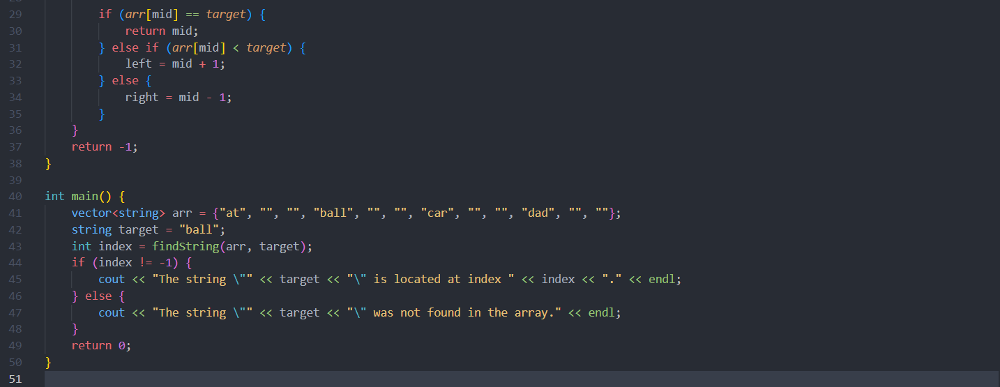 29 if (arr[mid] == target) {
30 return mid;
31 } else if (arr[mid] < target) {
32 left = mid + 1;
33 } else {
34 right = mid - 1;
35 }
36 }
37 return -1;
38 }
39
40 int main() {
41 vector<string> arr = {"at", "", "", "ball", "", "", "car", "", "", "dad", "", ""};
42 string target = "ball";
43 int index = findString(arr, target);
44 if (index != -1) {
45 cout << "The string \"" << target << "\" is located at index " << index << "." << endl;
46 } else {
47 cout << "The string \"" << target << "\" was not found in the array." << endl;
48 }
49 return 0;
50 }
51